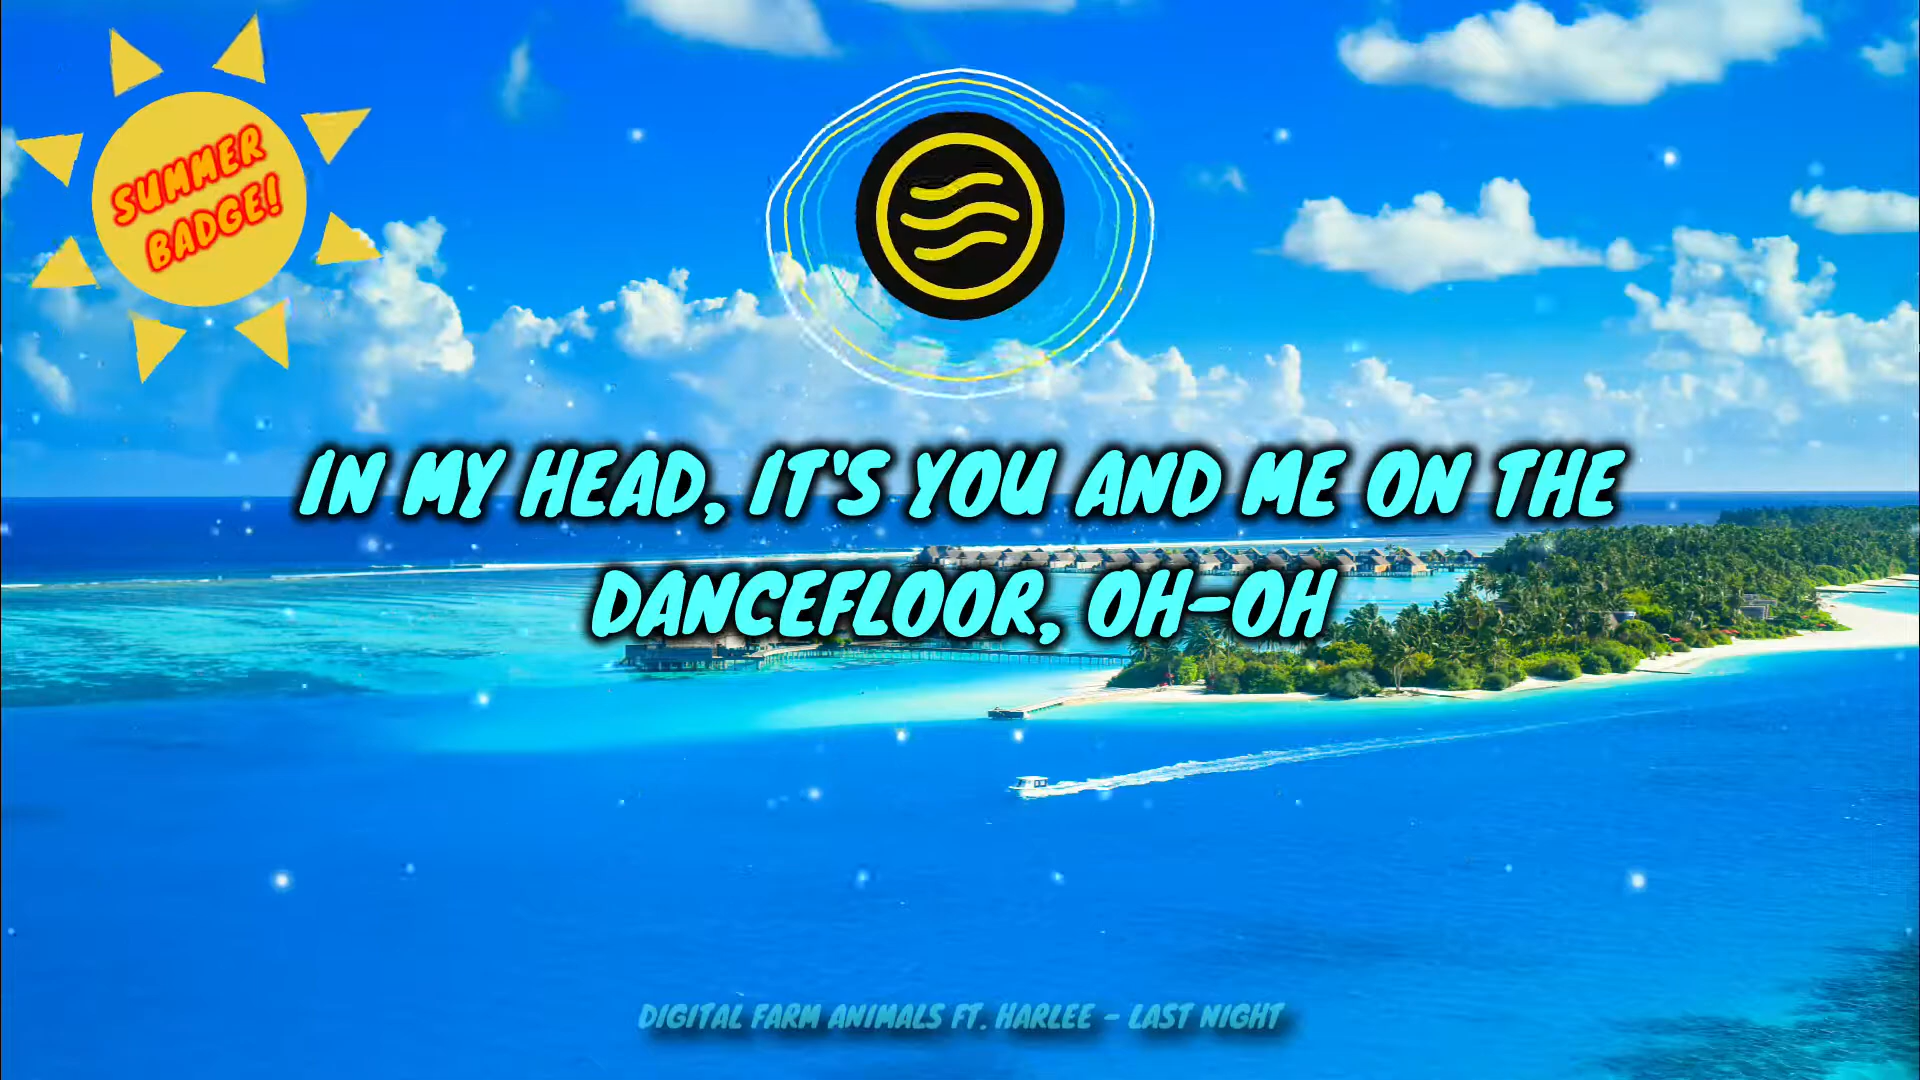 SUMMER
BADGE!
IN MY HEAD, IT'S YOU AND ME ON THE
DANCEFLOOR, OH-OH
DIGITAL FARM ANIMALS FT. HARLEE - LAST NIGHT